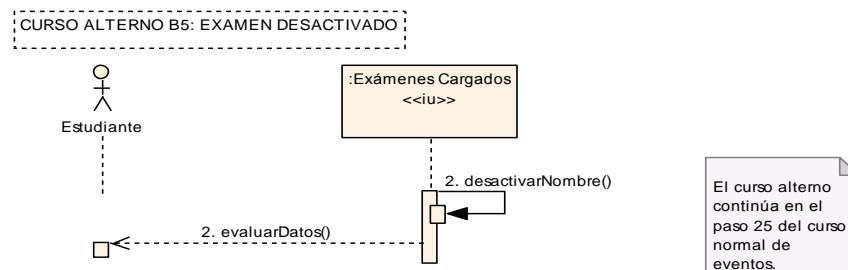 CURSO ALTERNO B5: EXAMEN DESACTIVADO
:Exámenes Cargados
<<iu>>
Estudiante
2. desactivarNombre()
2. evaluarDatos()
El curso alterno
continúa en el
paso 25 del curso
normal de
eventos.